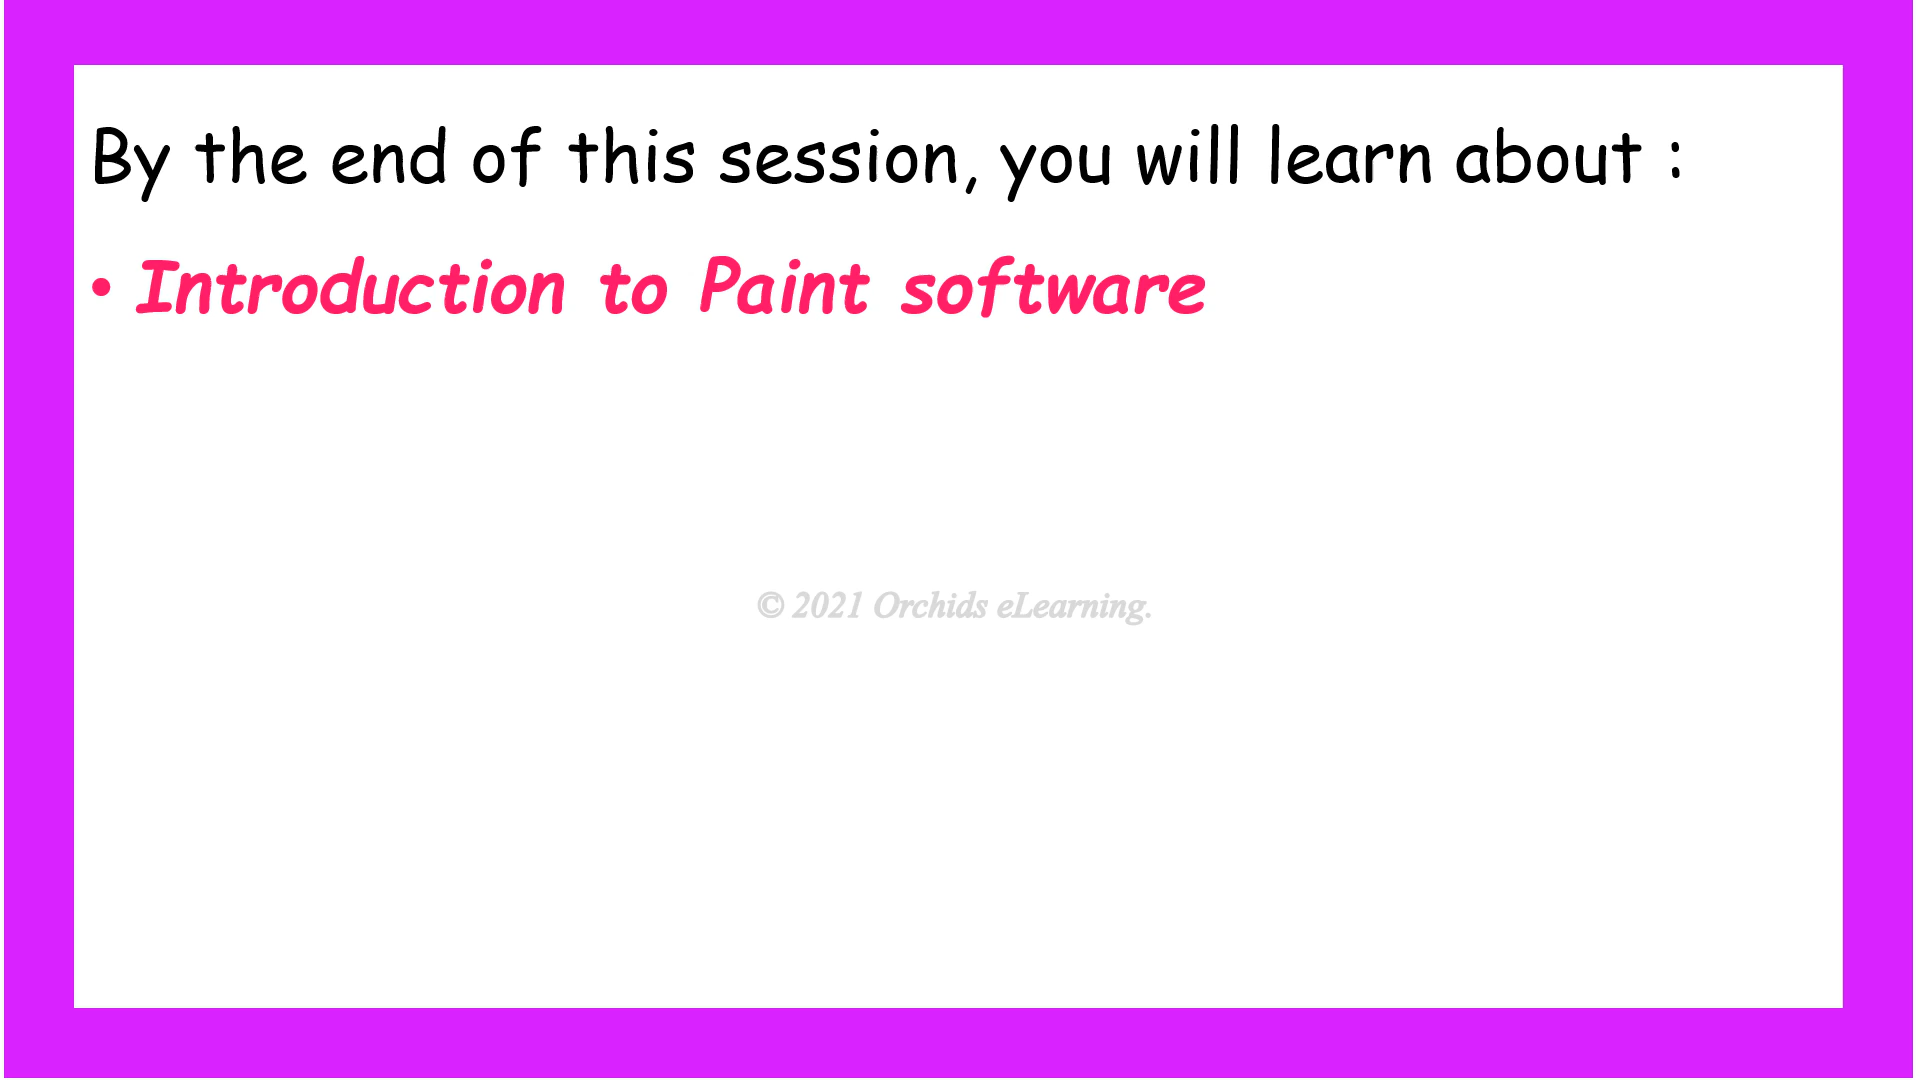 By the end of this session, you will learn about :
• Introduction to Paint software
© 2021 Orchids eLearning.